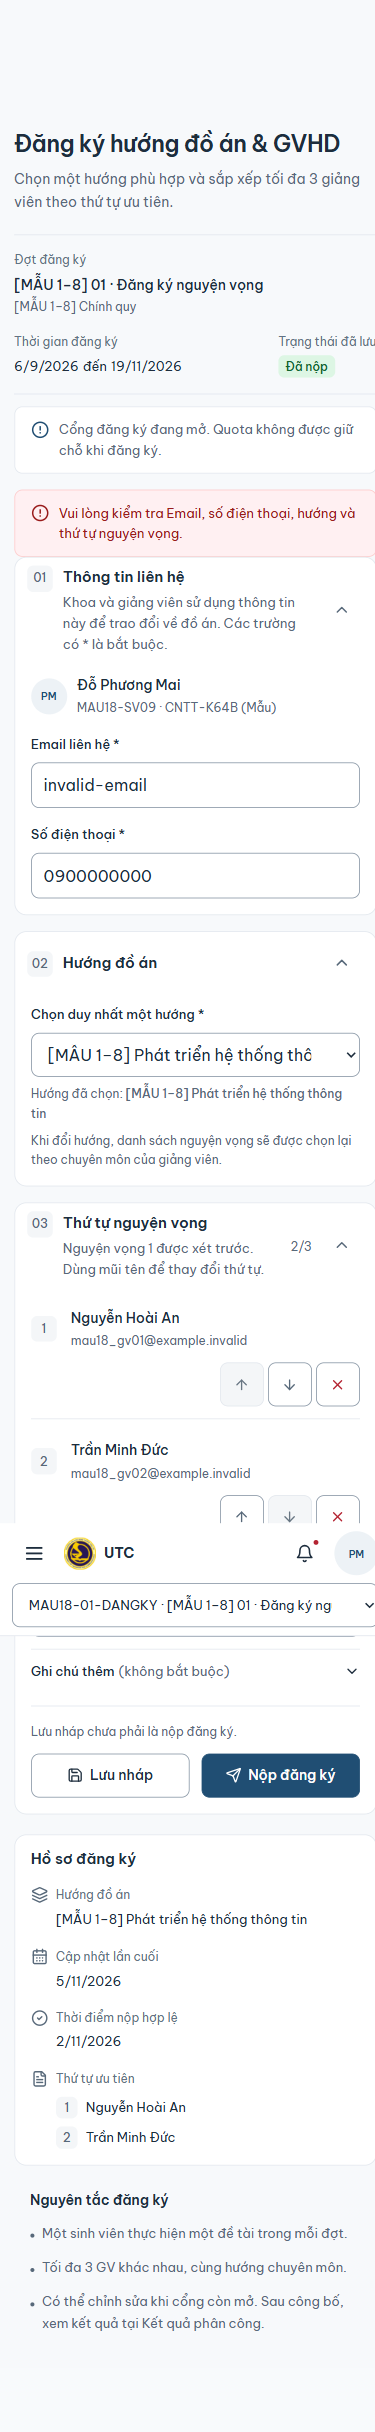 Đăng ký hướng đồ án & GVHD
Chọn một hướng phù hợp và sắp xếp tối đa 3 giảng
viên theo thứ tự ưu tiên.
Đợt đăng ký
[MẪU 1–8] 01 · Đăng ký nguyện vọng
[MẪU 1–8] Chính quy
Thời gian đăng ký
6/9/2026 đến 19/11/2026
Trạng thái đã lưu
Đã nộp
Cổng đăng ký đang mở. Quota không được giữ
chỗ khi đăng ký.
Vui lòng kiểm tra Email, số điện thoại, hướng và
thứ tự nguyện vọng.
01 Thông tin liên hệ
Khoa và giảng viên sử dụng thông tin
này để trao đổi về đồ án. Các trường
có * là bắt buộc.
PM
Đỗ Phương Mai
MAU18-SV09 · CNTT-K64B (Mẫu)
Email liên hệ *
invalid-email
Số điện thoại *
0900000000
02 Hướng đồ án
Chọn duy nhất một hướng *
[MẪU 1–8] Phát triển hệ thống thô
Hướng đã chọn: [MẪU 1–8] Phát triển hệ thống thông
tin
Khi đổi hướng, danh sách nguyện vọng sẽ được chọn lại
theo chuyên môn của giảng viên.
03 Thứ tự nguyện vọng
Nguyện vọng 1 được xét trước.
Dùng mũi tên để thay đổi thứ tự.
2/3
1 Nguyễn Hoài An
mau18_gv01@example.invalid
2 Trần Minh Đức
mau18_gv02@example.invalid
UTC
PM
MAU18-01-DANGKY · [MẪU 1–8] 01 · Đăng ký ng
Ghi chú thêm (không bắt buộc)
Lưu nháp chưa phải là nộp đăng ký.
Lưu nháp
Nộp đăng ký
Hồ sơ đăng ký
Hướng đồ án
[MẪU 1–8] Phát triển hệ thống thông tin
Cập nhật lần cuối
5/11/2026
Thời điểm nộp hợp lệ
2/11/2026
Thứ tự ưu tiên
1 Nguyễn Hoài An
2 Trần Minh Đức
Nguyên tắc đăng ký
• Một sinh viên thực hiện một đề tài trong mỗi đợt.
• Tối đa 3 GV khác nhau, cùng hướng chuyên môn.
• Có thể chỉnh sửa khi cổng còn mở. Sau công bố,
xem kết quả tại Kết quả phân công.